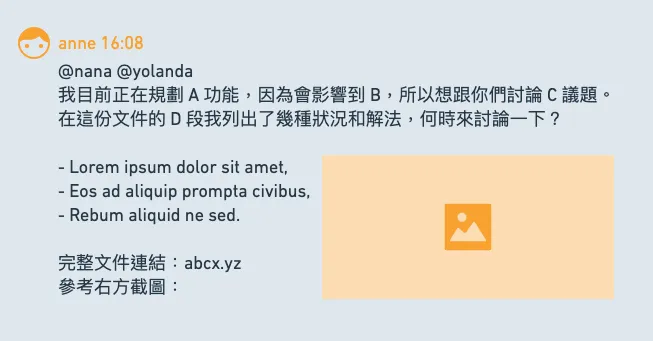 anne 16:08
@nana @yolanda
我目前正在規劃 A 功能，因為會影響到 B，所以想跟你們討論 C 議題。
在這份文件的 D 段我列出了幾種狀況和解法，何時來討論一下？
- Lorem ipsum dolor sit amet,
- Eos ad aliquip prompta civibus,
- Rebum aliquid ne sed.
完整文件連結：abcx.yz
參考右方截圖：